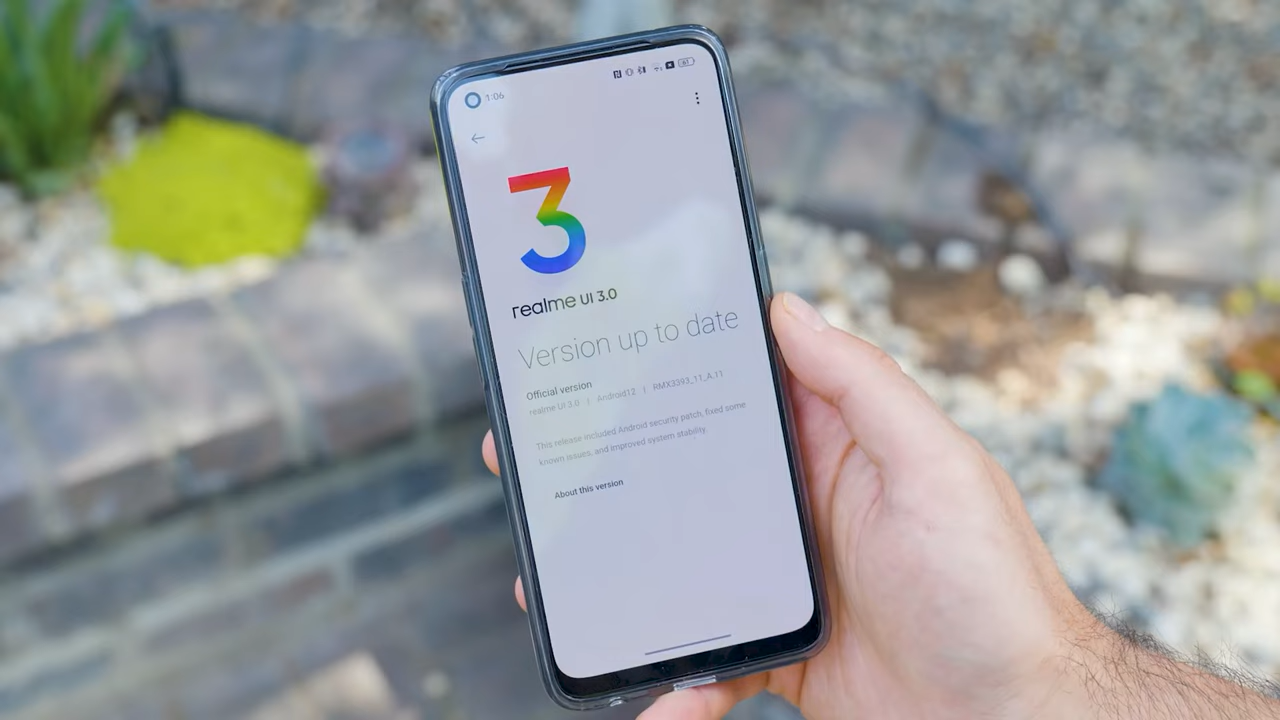 1:06
61
3
realme UI 3.0
Version up to date
Official version
realme UI 3.0 | Android12 | RMX3393_11_A.11
This release included Android security patch, fixed some
known issues, and improved system stability.
About this version